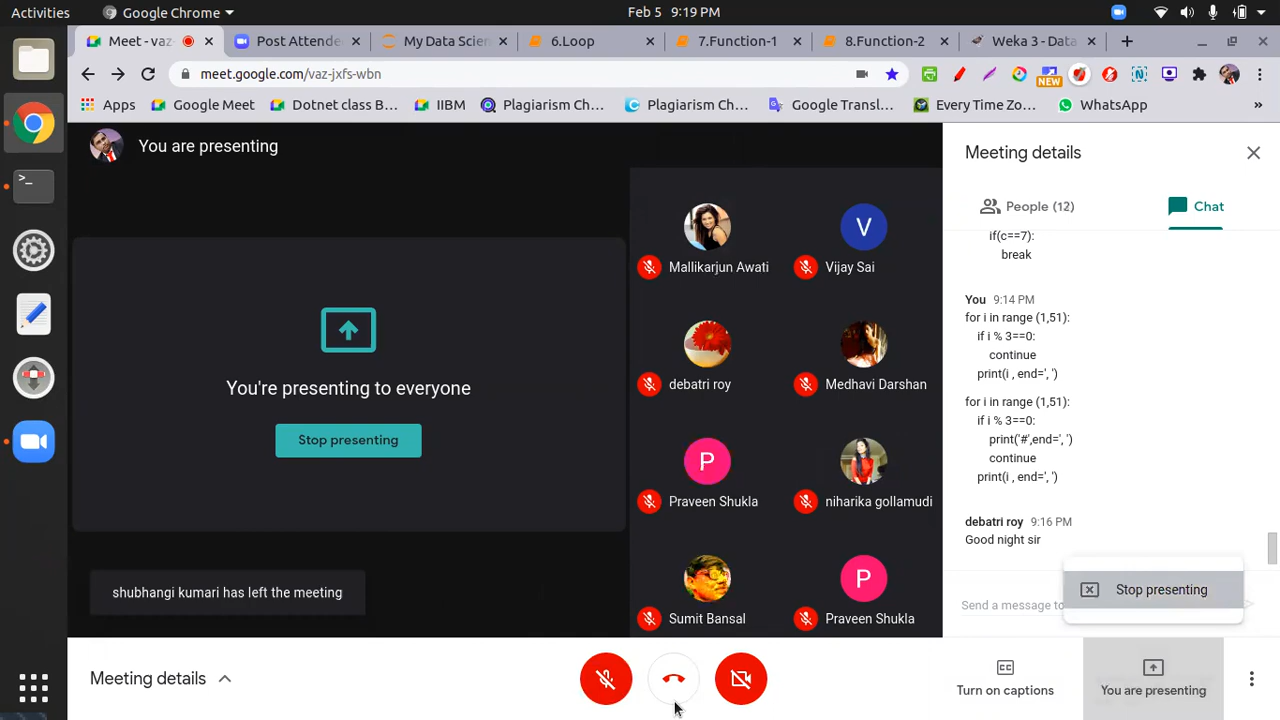 Activities
Google Chrome
Feb 5 9:19 PM
Meet - vaz-
Post Attende
My Data Scien
6.Loop
7.Function-1
8.Function-2
Weka 3 - Data
meet.google.com/vaz-jxfs-wbn
NEW
Apps
Google Meet
Dotnet class B...
IIBM
Plagiarism Ch...
Plagiarism Ch...
Google Transl...
Every Time Zo...
WhatsApp
»
You are presenting
You're presenting to everyone
Stop presenting
shubhangi kumari has left the meeting
Mallikarjun Awati
V
Vijay Sai
debatri roy
Medhavi Darshan
P
Praveen Shukla
niharika gollamudi
Sumit Bansal
P
Praveen Shukla
Meeting details
People (12)
Chat
if(c==7):
break
You 9:14 PM
for i in range (1,51):
if i % 3==0:
continue
print(i , end=', ')
for i in range (1,51):
if i % 3==0:
print('#',end=', ')
continue
print(i , end=', ')
debatri roy 9:16 PM
Good night sir
Send a message to
Stop presenting
Meeting details
Turn on captions
You are presenting